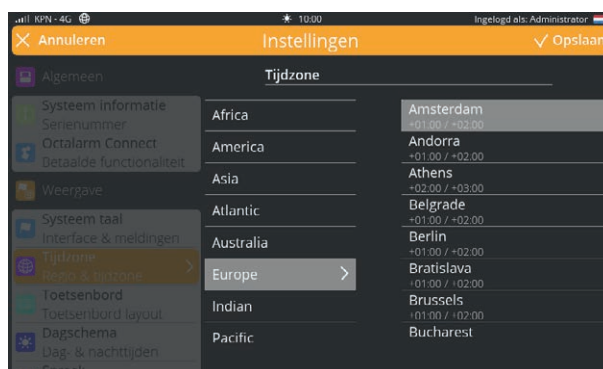 KPN - 4G
10:00
Ingelogd als: Administrator
Annuleren
Instellingen
Opslaan
Algemeen
Systeem informatie
Serienummer
Octalarm Connect
Betaalde functionaliteit
Weergave
Systeem taal
Interface & meldingen
Tijdzone
Regio & tijdzone
Toetsenbord
Toetsenbord layout
Dagschema
Dag- & nachttijden
Tijdzone
Africa
America
Asia
Atlantic
Australia
Europe
Indian
Pacific
Amsterdam
+01:00 / +02:00
Andorra
+01:00 / +02:00
Athens
+02:00 / +03:00
Belgrade
+01:00 / +02:00
Berlin
+01:00 / +02:00
Bratislava
+01:00 / +02:00
Brussels
+01:00 / +02:00
Bucharest